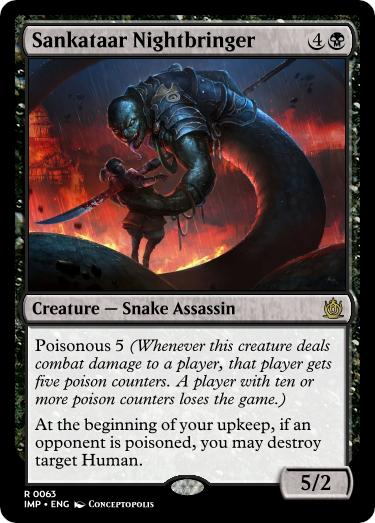 Sankataar Nightbringer 4
Creature — Snake Assassin
Poisonous 5 (Whenever this creature deals
combat damage to a player, that player gets
five poison counters. A player with ten or
more poison counters loses the game.)
At the beginning of your upkeep, if an
opponent is poisoned, you may destroy
target Human.
5/2
R 0063
IMP • ENG Conceptopolis